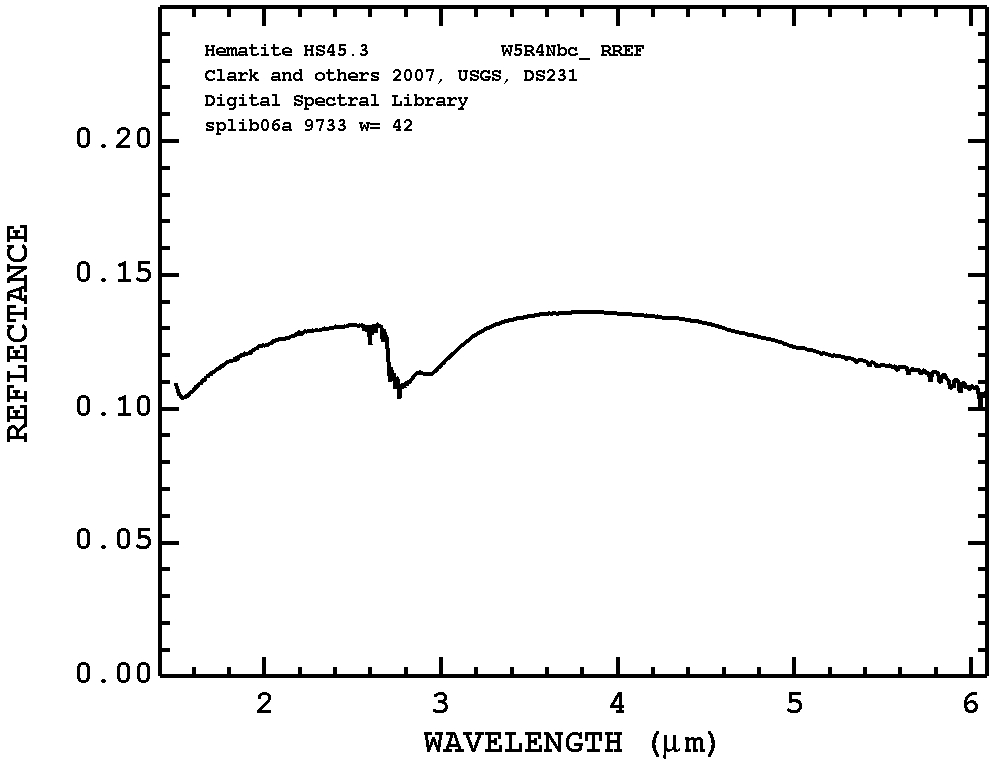 Hematite HS45.3 W5R4Nbc_ RREF
Clark and others 2007, USGS, DS231
Digital Spectral Library
splib06a 9733 w= 42
0.20
0.15
0.10
0.05
0.00
REFLECTANCE
2 3 4 5 6
WAVELENGTH (μm)